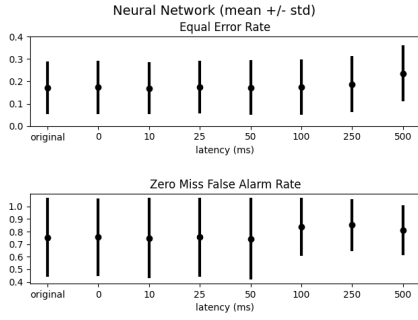 Neural Network (mean +/- std)
Equal Error Rate
0.4
0.3
0.2
0.1
0.0
original 0 10 25 50 100 250 500
latency (ms)
Zero Miss False Alarm Rate
1.0
0.9
0.8
0.7
0.6
0.5
0.4
original 0 10 25 50 100 250 500
latency (ms)